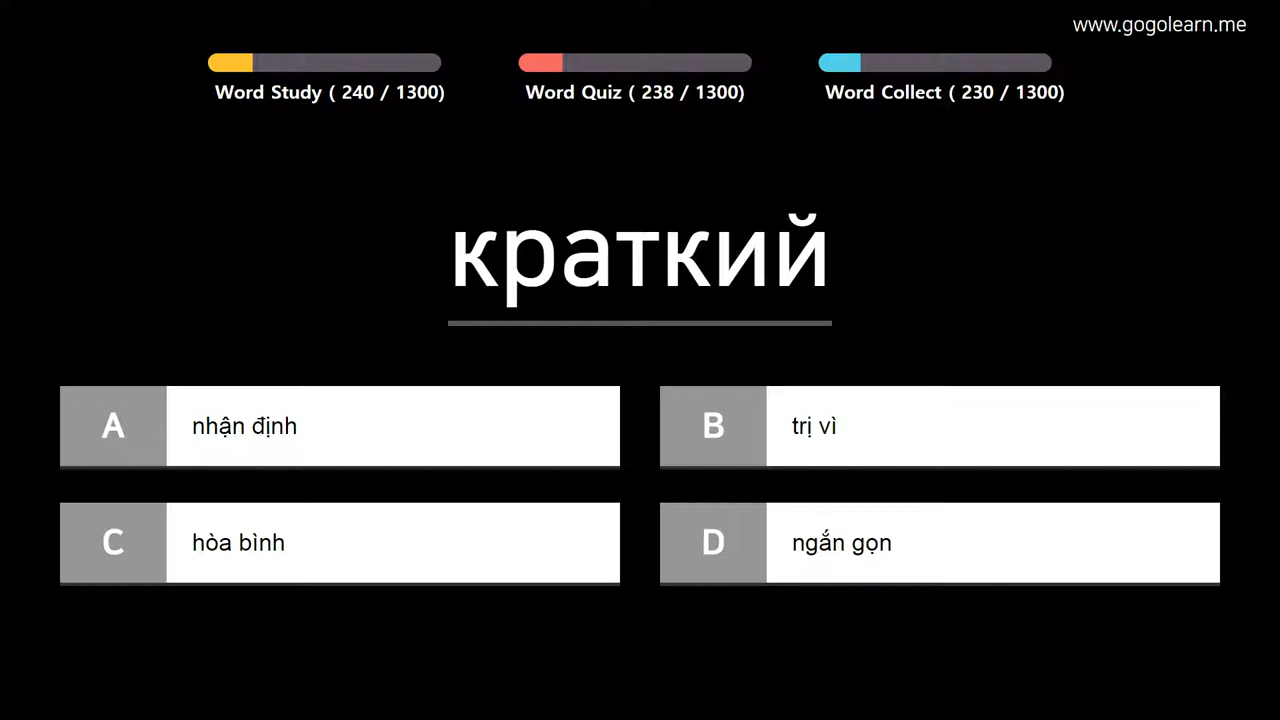 www.gogolearn.me
Word Study ( 240 / 1300)
Word Quiz ( 238 / 1300)
Word Collect ( 230 / 1300)
краткий
A
nhận định
B
trị vì
C
hòa bình
D
ngắn gọn